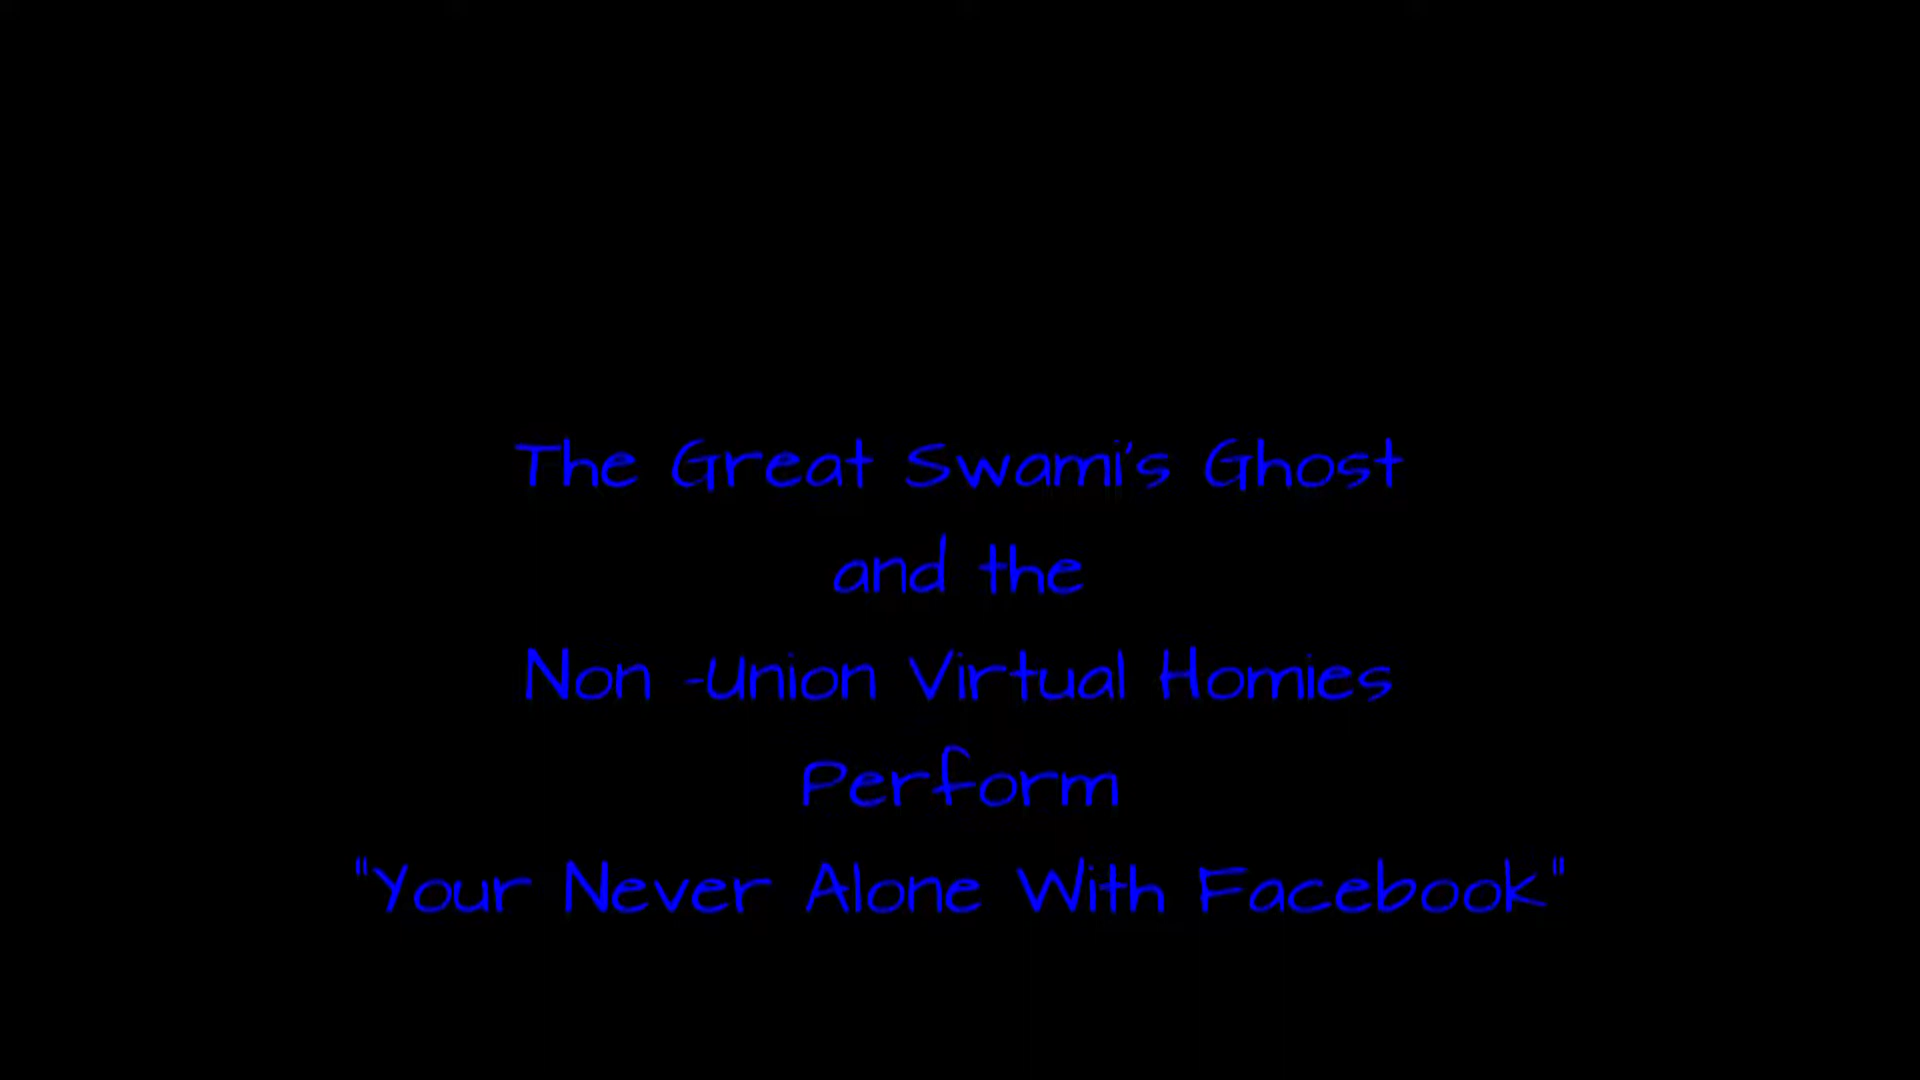 The Great Swami's Ghost
and the
Non -Union Virtual Homies
Perform
"Your Never Alone With Facebook"